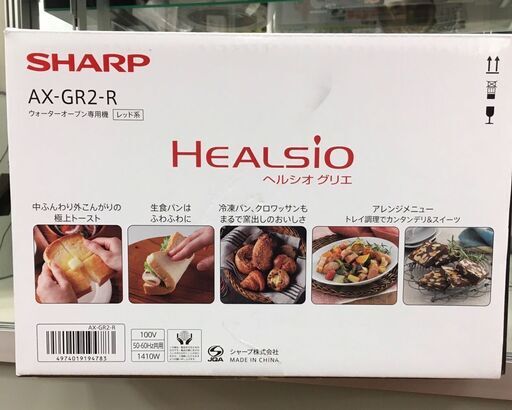 SHARP
AX-GR2-R
ウォーターオーブン専用機 レッド系
HEALSIO
ヘルシオ グリエ
中ふんわり外こんがりの
極上トースト
生食パンは
ふわふわに
冷凍パン、クロワッサンも
まるで窯出しのおいしさ
アレンジメニュー
トレイ調理でカンタンデリ&スイーツ
AX-GR2-R
4974019194783
100V
50-60Hz共用
1410W
JQA
シャープ株式会社
MADE IN CHINA